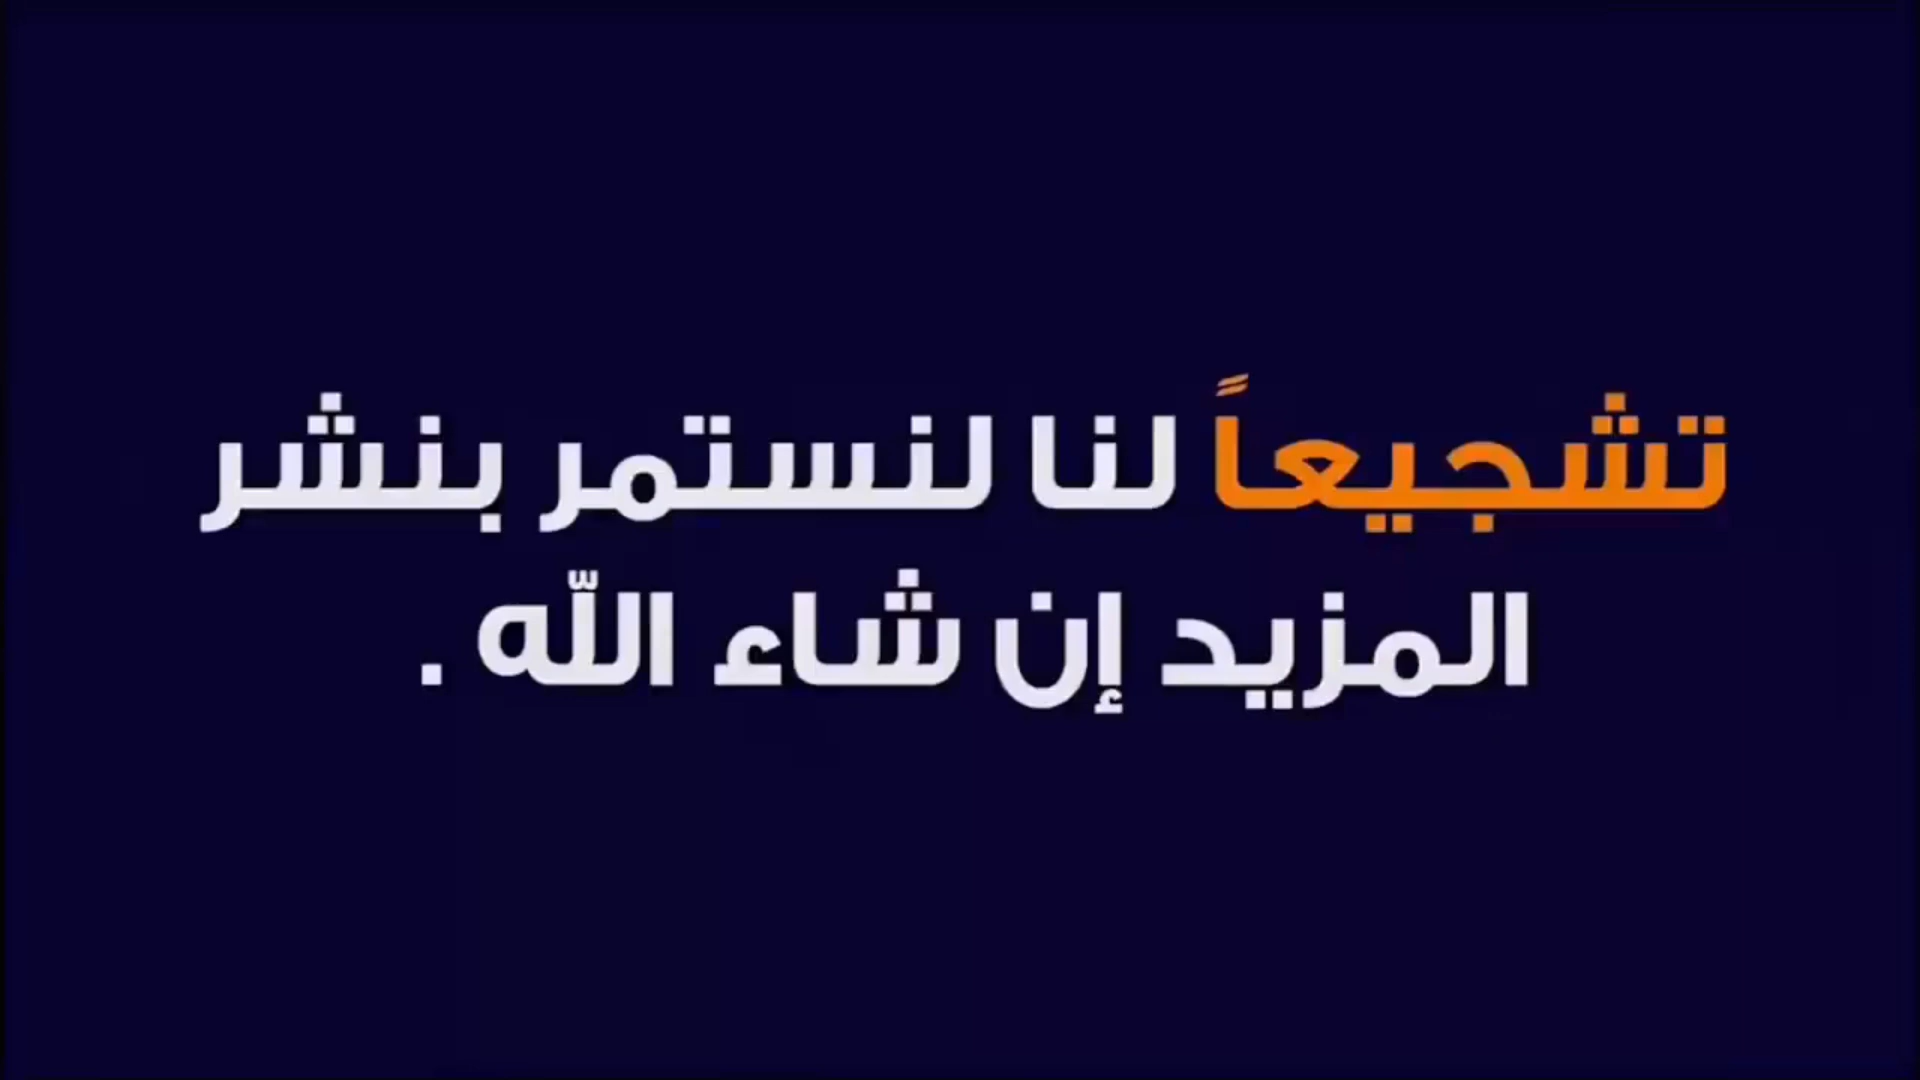 تشجيعاً لنا لنستمر بنشر
المزيد إن شاء اللّه .